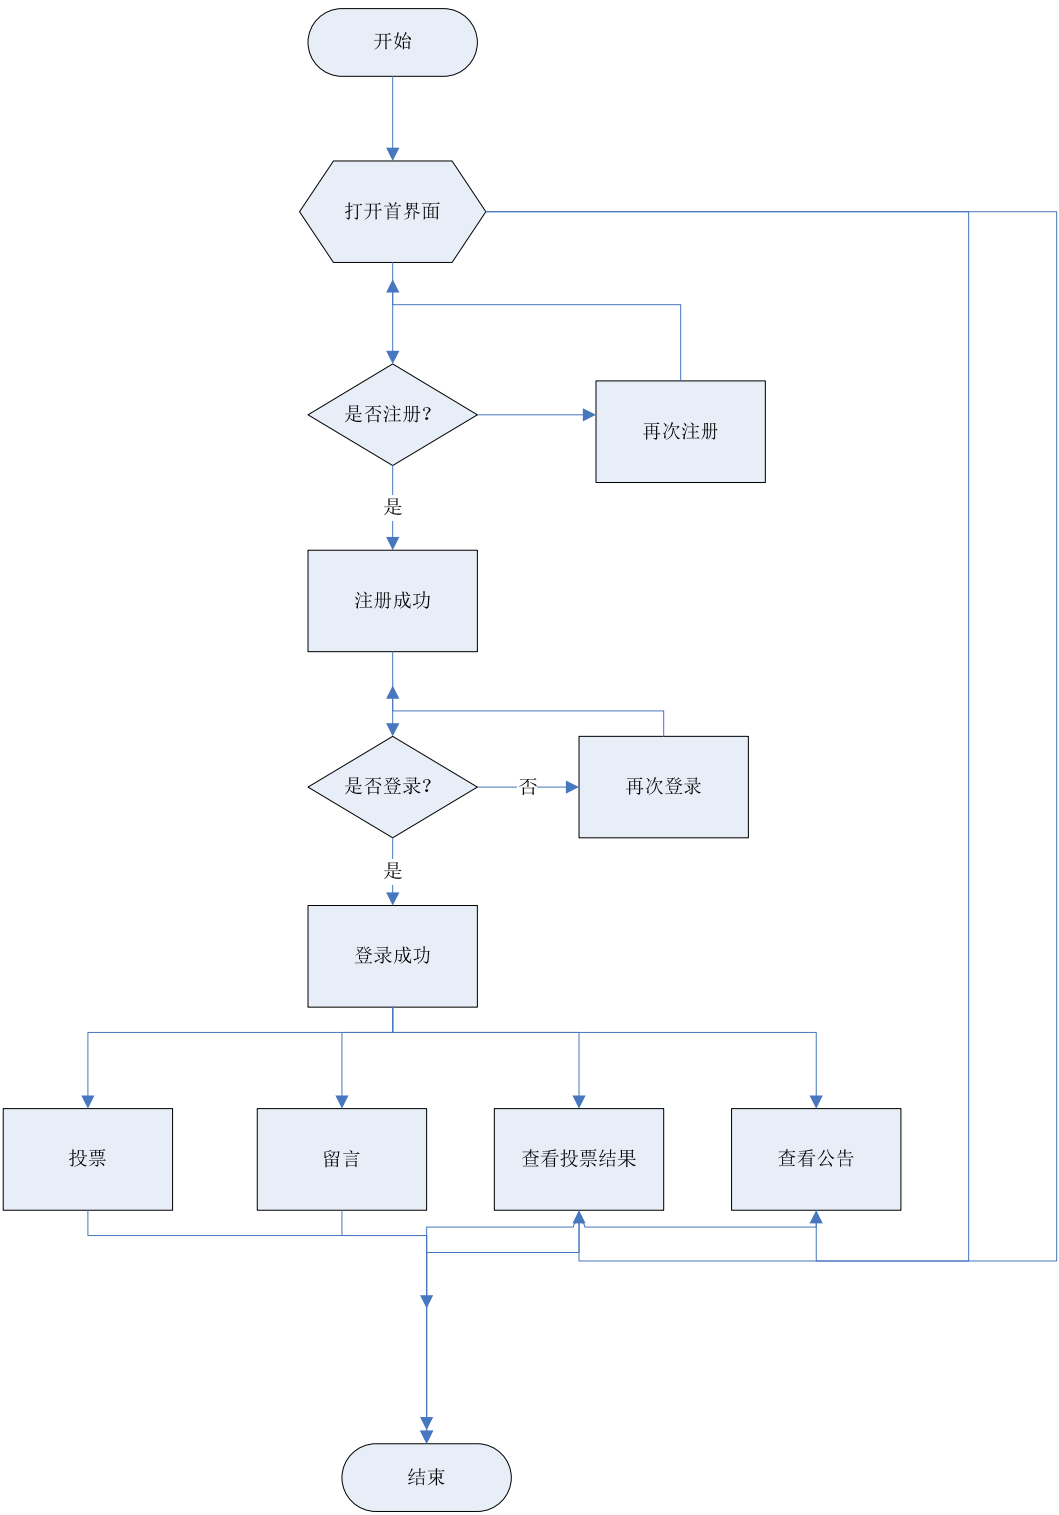 开始
打开首界面
是否注册？
再次注册
是
注册成功
是否登录？
否
再次登录
是
登录成功
投票
留言
查看投票结果
查看公告
结束